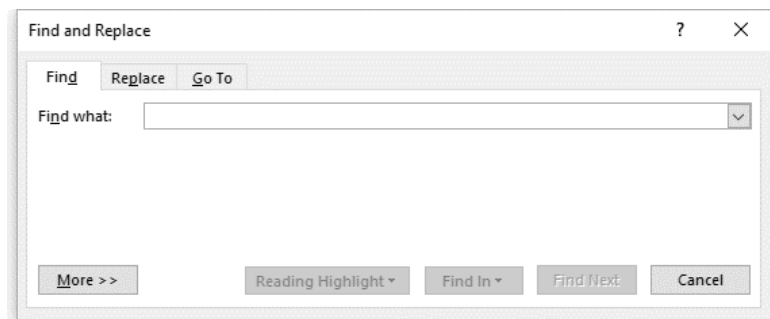 Find and Replace ?
Find Replace Go To
Find what:
More >> Reading Highlight Find In Find Next Cancel